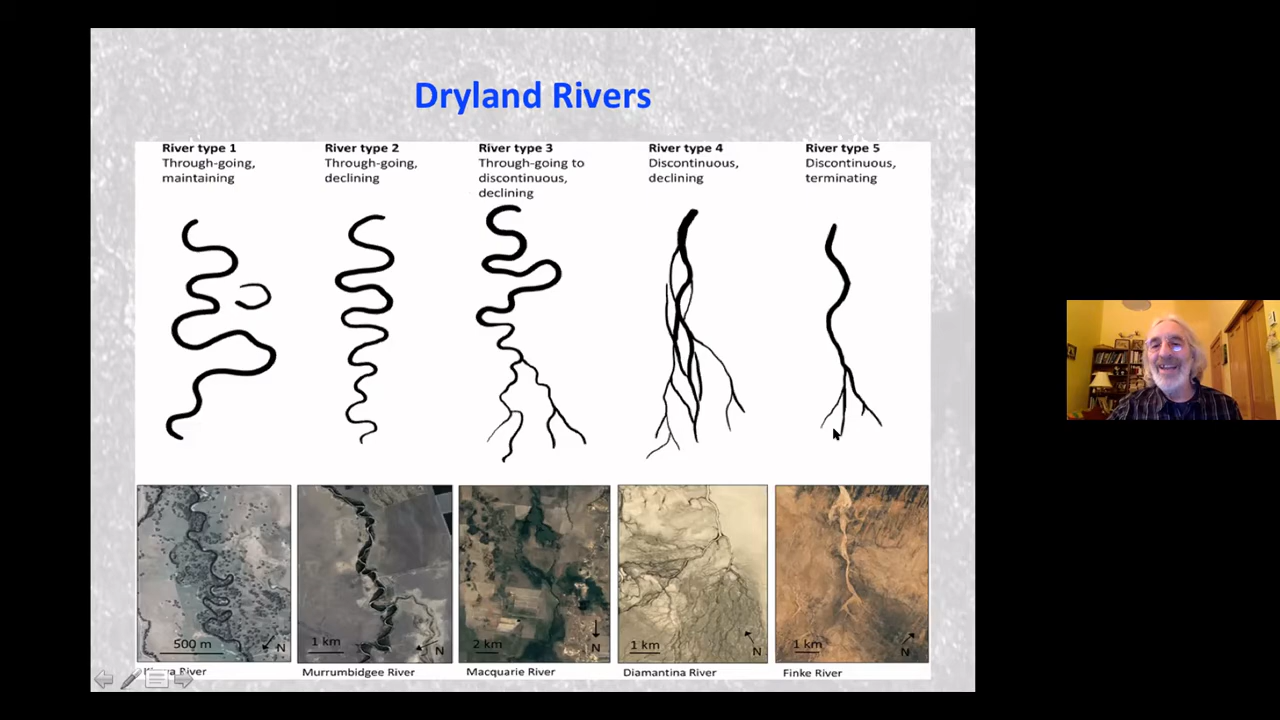 Dryland Rivers
River type 1
Through-going,
maintaining
River type 2
Through-going,
declining
River type 3
Through-going to
discontinuous,
declining
River type 4
Discontinuous,
declining
River type 5
Discontinuous,
terminating
500 m
N
1 km
N
2 km
N
1 km
N
1 km
N
River
Murrumbidgee River
Macquarie River
Diamantina River
Finke River